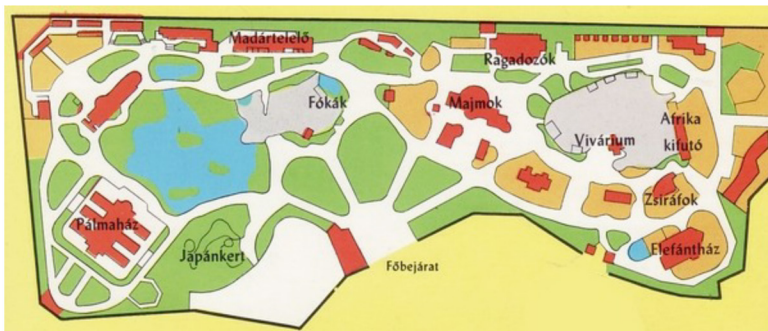 Madártelelő
Ragadozók
Fókák
Majmok
Vivárium
Afrika
kifutó
Zsiráfok
Pálmaház
Japánkert
Elefántház
Főbejárat